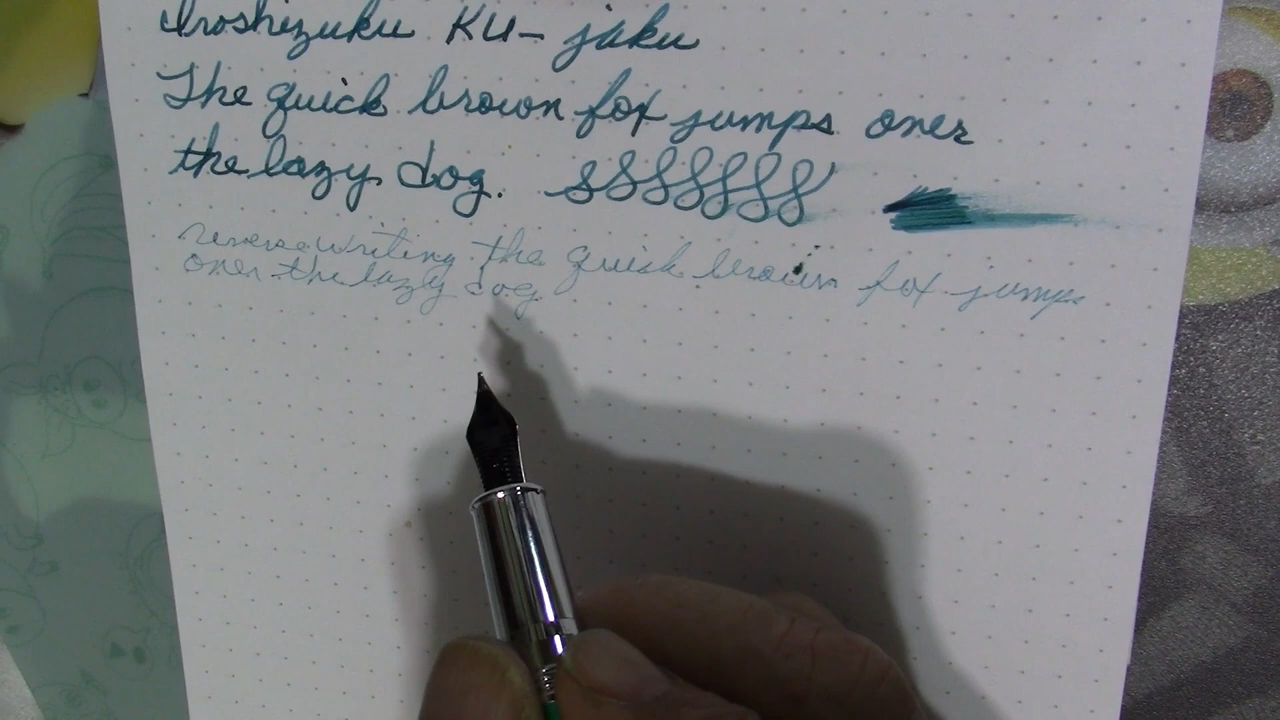 Iroshizuku KU-jaku
The quick brown fox jumps over
the lazy dog. sssssss
reverse writing the quick brown fox jumps
over the lazy dog